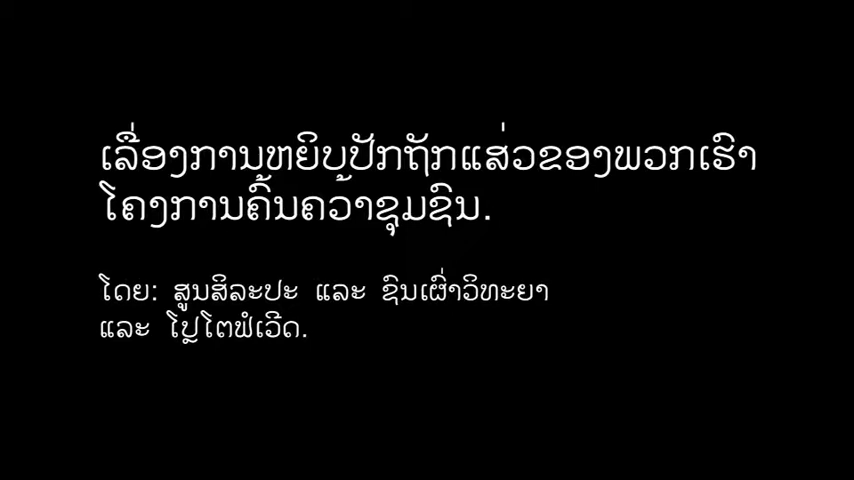 ເລື່ອງການຫຍິບປັກຖັກແສ່ວຂອງພວກເຮົາ
ໂຄງການຄົ້ນຄວ້າຊຸມຊົນ.
ໂດຍ: ສູນສິລະປະ ແລະ ຊົນເຜົ່າວິທະຍາ
ແລະ ໂປຼໂຕຟໍເວີດ.